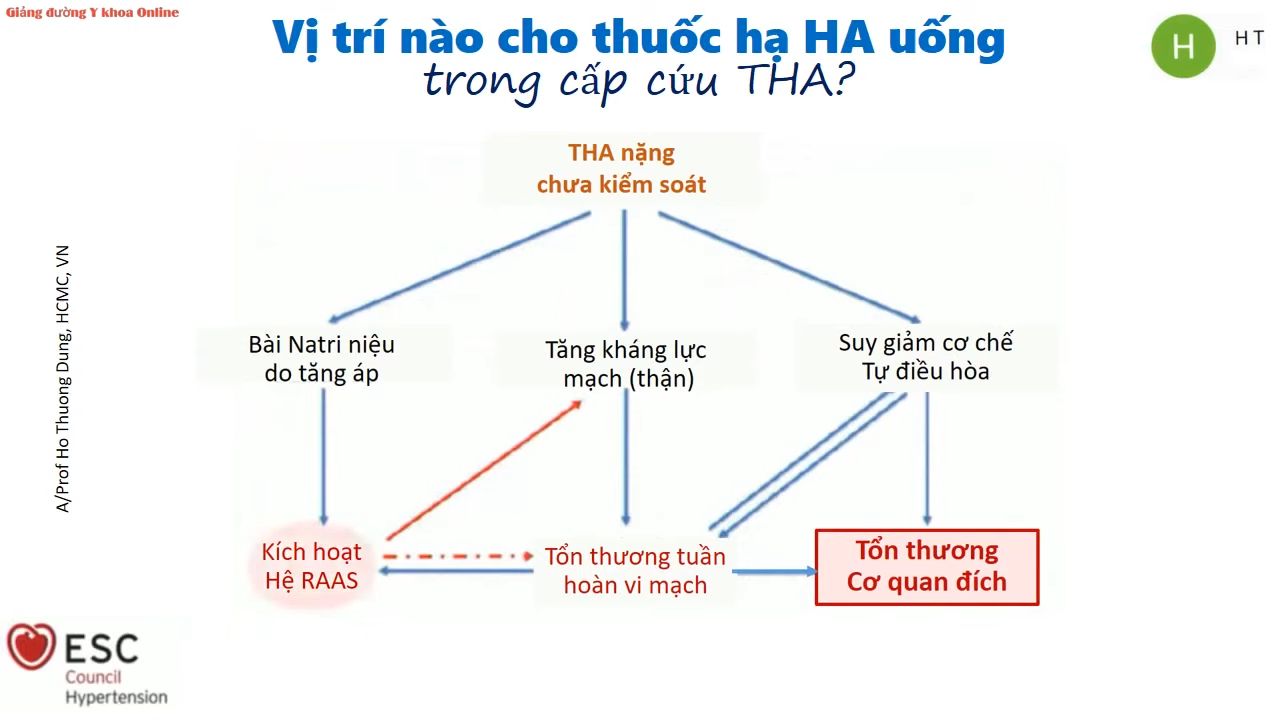 Giảng đường Y khoa Online
Vị trí nào cho thuốc hạ HA uống
trong cấp cứu THA?
H
H T
THA nặng
chưa kiểm soát
A/Prof Ho Thuong Dung, HCMC, VN
Bài Natri niệu
do tăng áp
Tăng kháng lực
mạch (thận)
Suy giảm cơ chế
Tự điều hòa
Kích hoạt
Hệ RAAS
Tổn thương tuần
hoàn vi mạch
Tổn thương
Cơ quan đích
ESC
Council
Hypertension